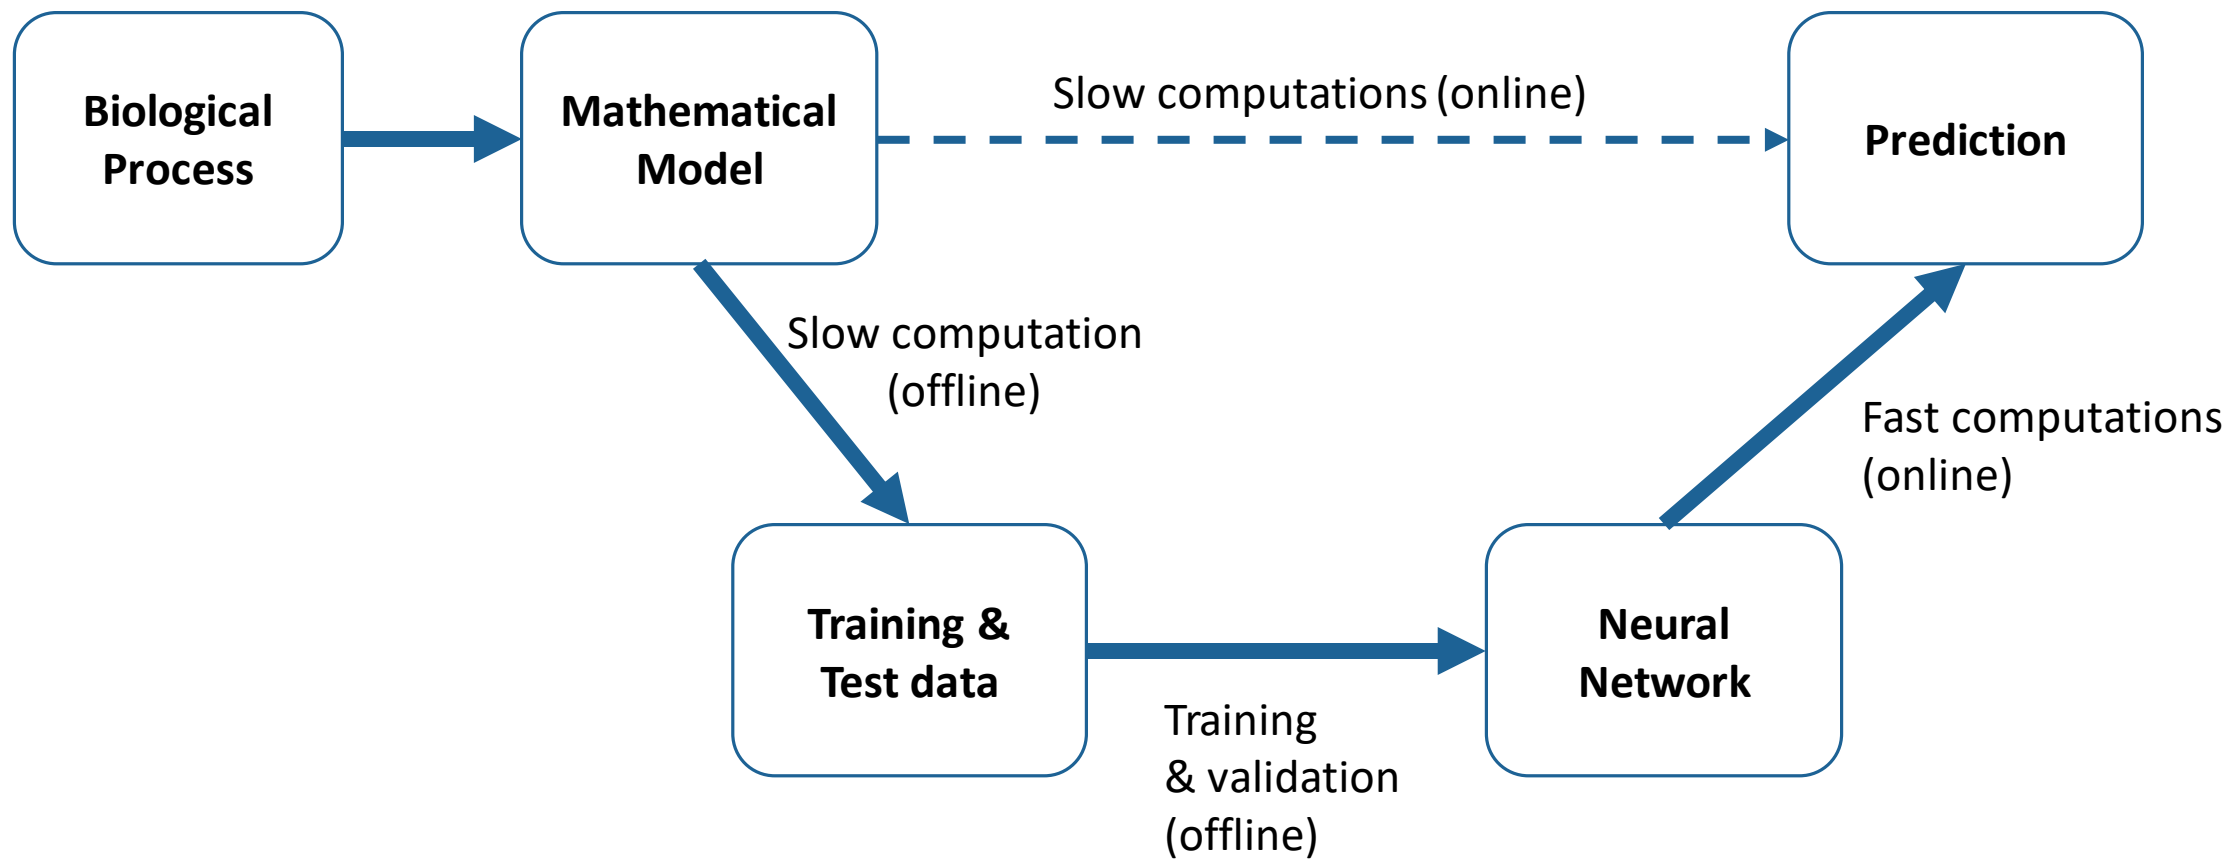 Biological
Process
Mathematical
Model
Slow computations (online)
Prediction
Slow computation
(offline)
Fast computations
(online)
Training &
Test data
Neural
Network
Training
& validation
(offline)